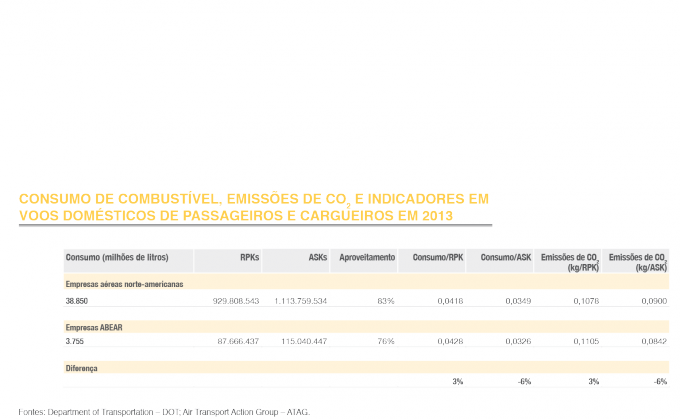 CONSUMO DE COMBUSTÍVEL, EMISSÕES DE CO2 E INDICADORES EM
VOOS DOMÉSTICOS DE PASSAGEIROS E CARGUEIROS EM 2013
Consumo (milhões de litros) RPKs ASKs Aproveitamento Consumo/RPK Consumo/ASK Emissões de CO2 (kg/RPK) Emissões de CO2 (kg/ASK)
Empresas aéreas norte-americanas
38.850 929.808.543 1.113.759.534 83% 0,0418 0,0349 0,1078 0,0900
Empresas ABEAR
3.755 87.666.437 115.040.447 76% 0,0428 0,0326 0,1105 0,0842
Diferença
3% -6% 3% -6%
Fontes: Department of Transportation – DOT; Air Transport Action Group – ATAG.